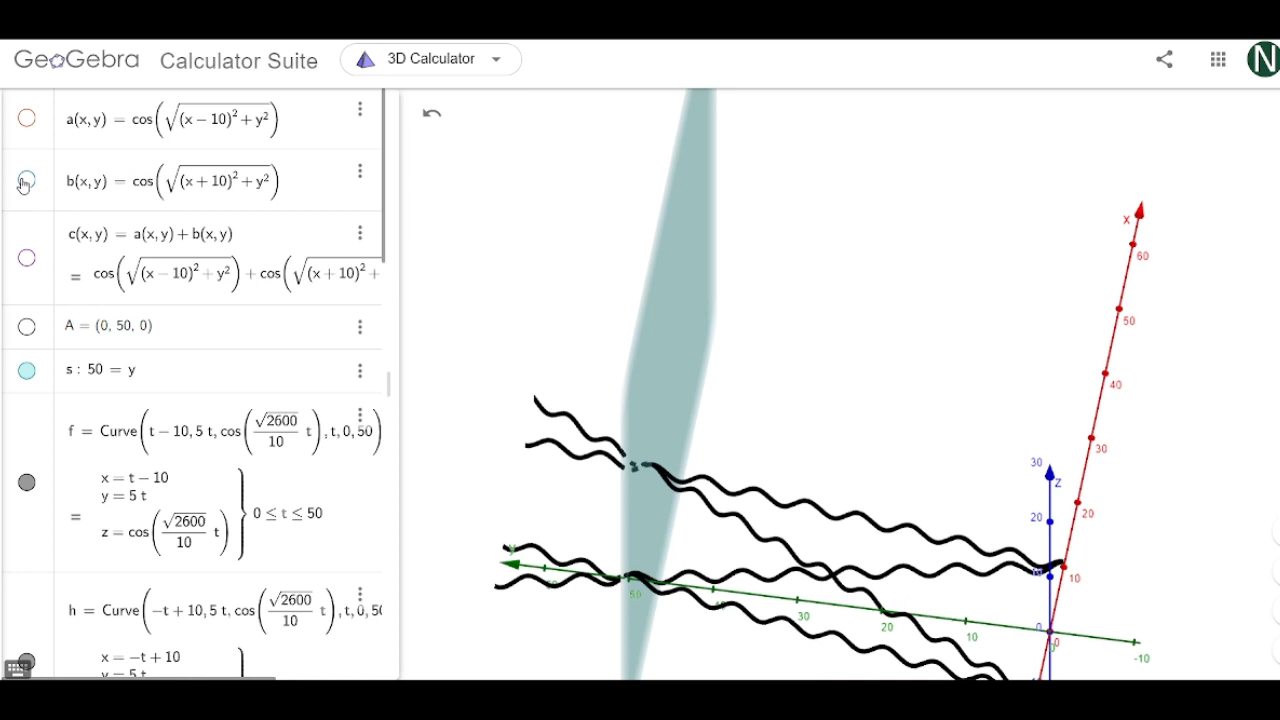 GeoGebra Calculator Suite 3D Calculator N
a(x, y) = cos(√((x − 10)² + y²))
b(x, y) = cos(√((x + 10)² + y²))
c(x, y) = a(x, y) + b(x, y)
= cos(√((x − 10)² + y²)) + cos(√((x + 10)² +
A = (0, 50, 0)
s : 50 = y
f = Curve(t − 10, 5 t, cos(√2600/10 t), t, 0, 50)
x = t − 10
y = 5 t
z = cos(√2600/10 t)
= } 0 ≤ t ≤ 50
h = Curve(−t + 10, 5 t, cos(√2600/10 t), t, 0, 50
x = −t + 10
y = 5 t
x
60
50
40
30
20
10
0
30
z
20
10
0
y
50
30
20
10
0
-10